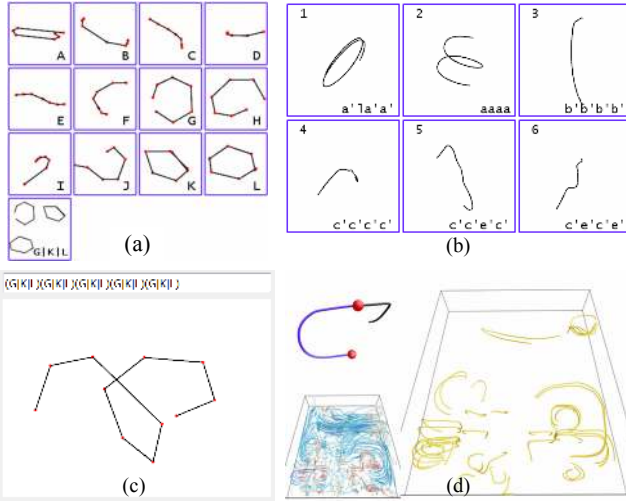 A B C D
E F G H
I J K L
G|K|L
(a)
1 2 3
a'la'a' aaaa b'b'b'b'
4 5 6
c'c'c'c' c'c'e'c' c'e'c'e'
(b)
(G|K|L)(G|K|L)(G|K|L)(G|K|L)(G|K|L)
(c)
(d)